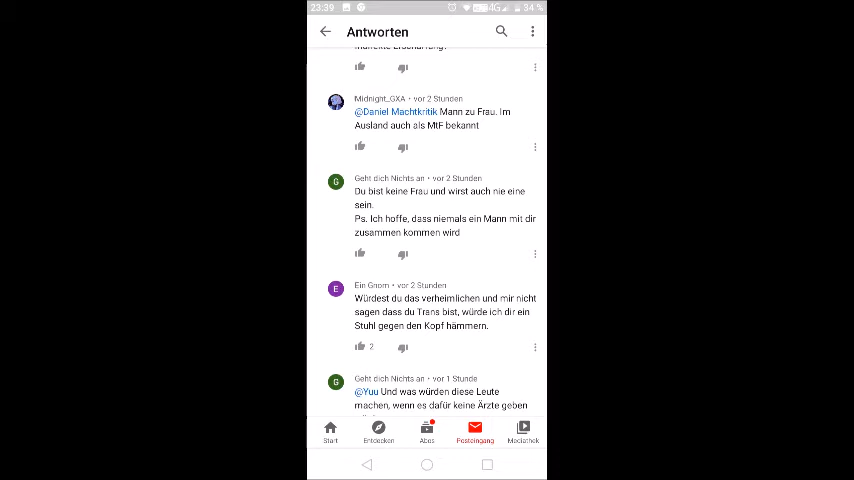 23:39 4G 34 %
Antworten
Midnight_GXA • vor 2 Stunden
@Daniel Machtkritik Mann zu Frau. Im
Ausland auch als MtF bekannt
G
Geht dich Nichts an • vor 2 Stunden
Du bist keine Frau und wirst auch nie eine
sein.
Ps. Ich hoffe, dass niemals ein Mann mit dir
zusammen kommen wird
E
Ein Gnom • vor 2 Stunden
Würdest du das verheimlichen und mir nicht
sagen dass du Trans bist, würde ich dir ein
Stuhl gegen den Kopf hämmern.
2
G
Geht dich Nichts an • vor 1 Stunde
@Yuu Und was würden diese Leute
machen, wenn es dafür keine Ärzte geben
Start Entdecken Abos Posteingang Mediathek